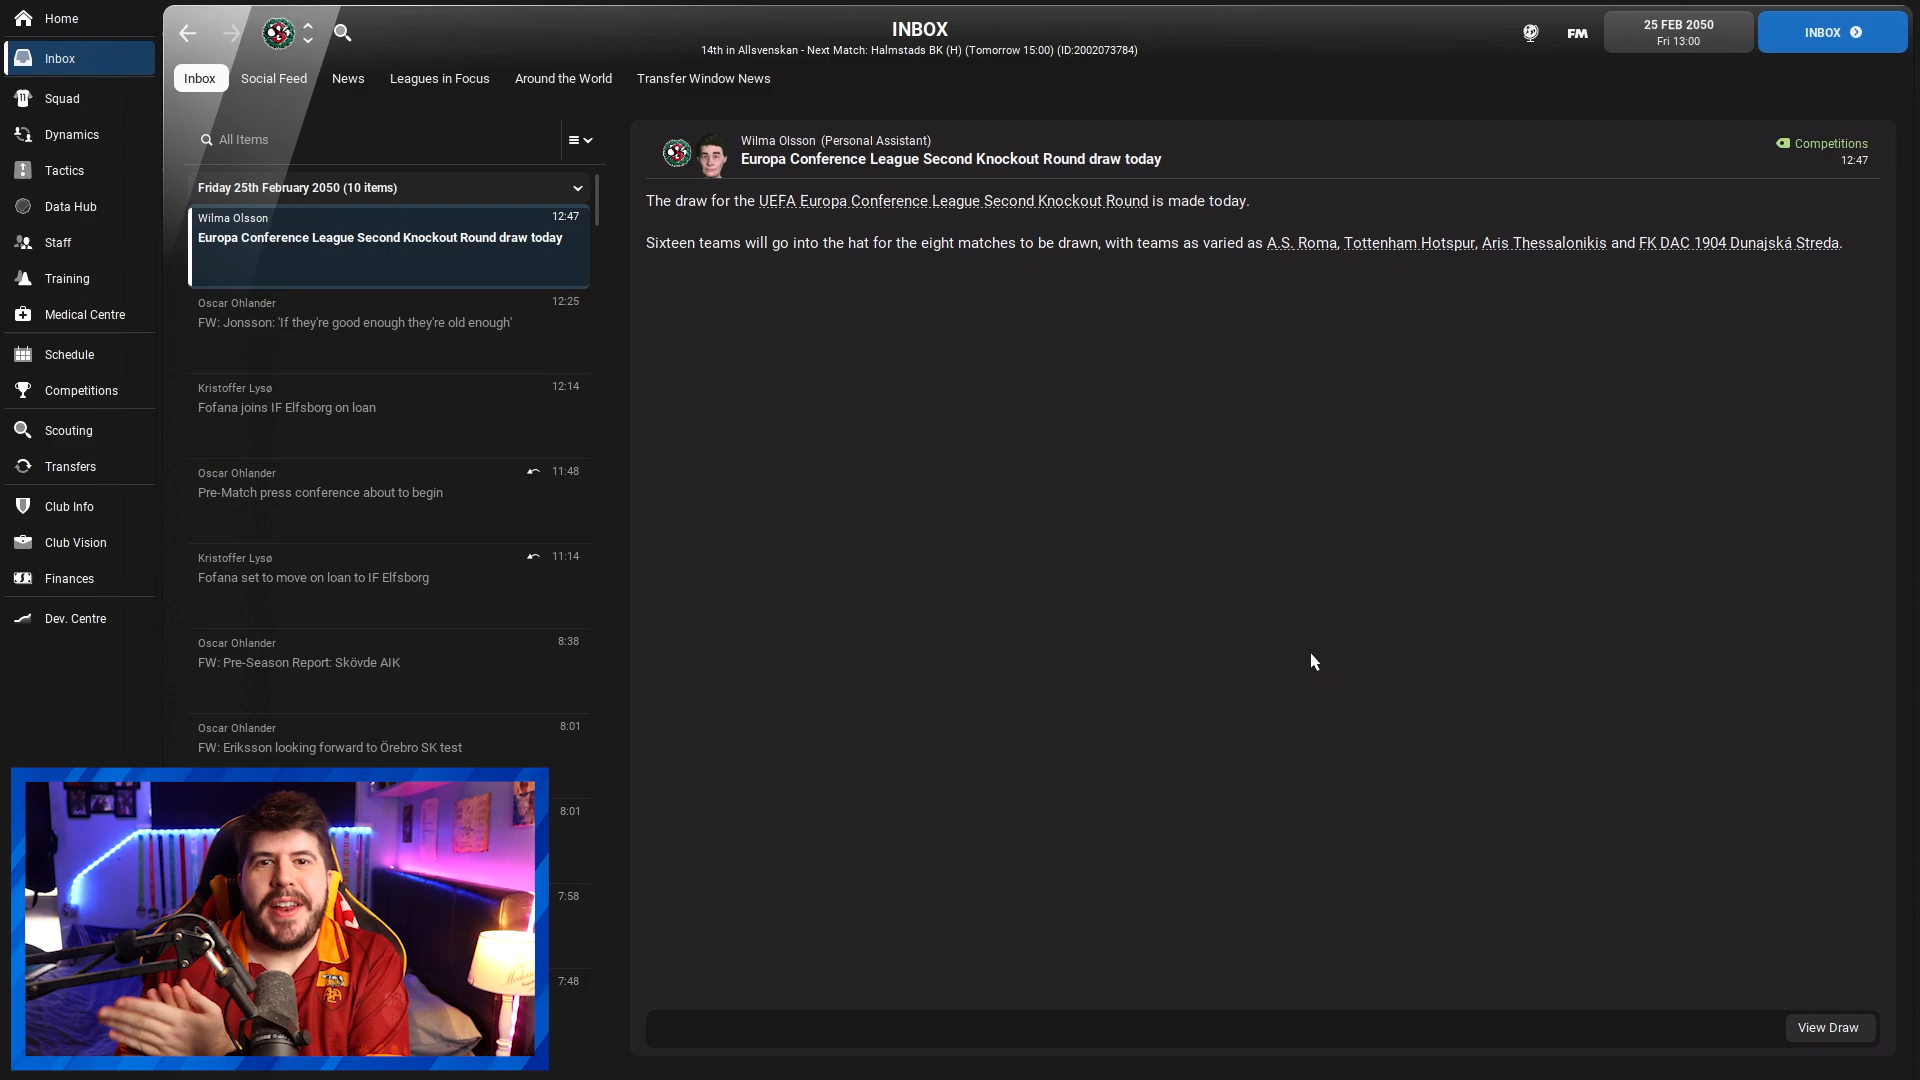 Home
Inbox
Squad
Dynamics
Tactics
Data Hub
Staff
Training
Medical Centre
Schedule
Competitions
Scouting
Transfers
Club Info
Club Vision
Finances
Dev. Centre
INBOX
14th in Allsvenskan - Next Match: Halmstads BK (H) (Tomorrow 15:00) (ID:2002073784)
FM
25 FEB 2050
Fri 13:00
INBOX
Inbox
Social Feed
News
Leagues in Focus
Around the World
Transfer Window News
All Items
Friday 25th February 2050 (10 items)
Wilma Olsson 12:47
Europa Conference League Second Knockout Round draw today
Oscar Ohlander 12:25
FW: Jonsson: 'If they're good enough they're old enough'
Kristoffer Lysø 12:14
Fofana joins IF Elfsborg on loan
Oscar Ohlander 11:48
Pre-Match press conference about to begin
Kristoffer Lysø 11:14
Fofana set to move on loan to IF Elfsborg
Oscar Ohlander 8:38
FW: Pre-Season Report: Skövde AIK
Oscar Ohlander 8:01
FW: Eriksson looking forward to Örebro SK test
8:01
7:58
7:48
Wilma Olsson (Personal Assistant)
Europa Conference League Second Knockout Round draw today
Competitions
12:47
The draw for the UEFA Europa Conference League Second Knockout Round is made today.
Sixteen teams will go into the hat for the eight matches to be drawn, with teams as varied as A.S. Roma, Tottenham Hotspur, Aris Thessalonikis and FK DAC 1904 Dunajská Streda.
View Draw